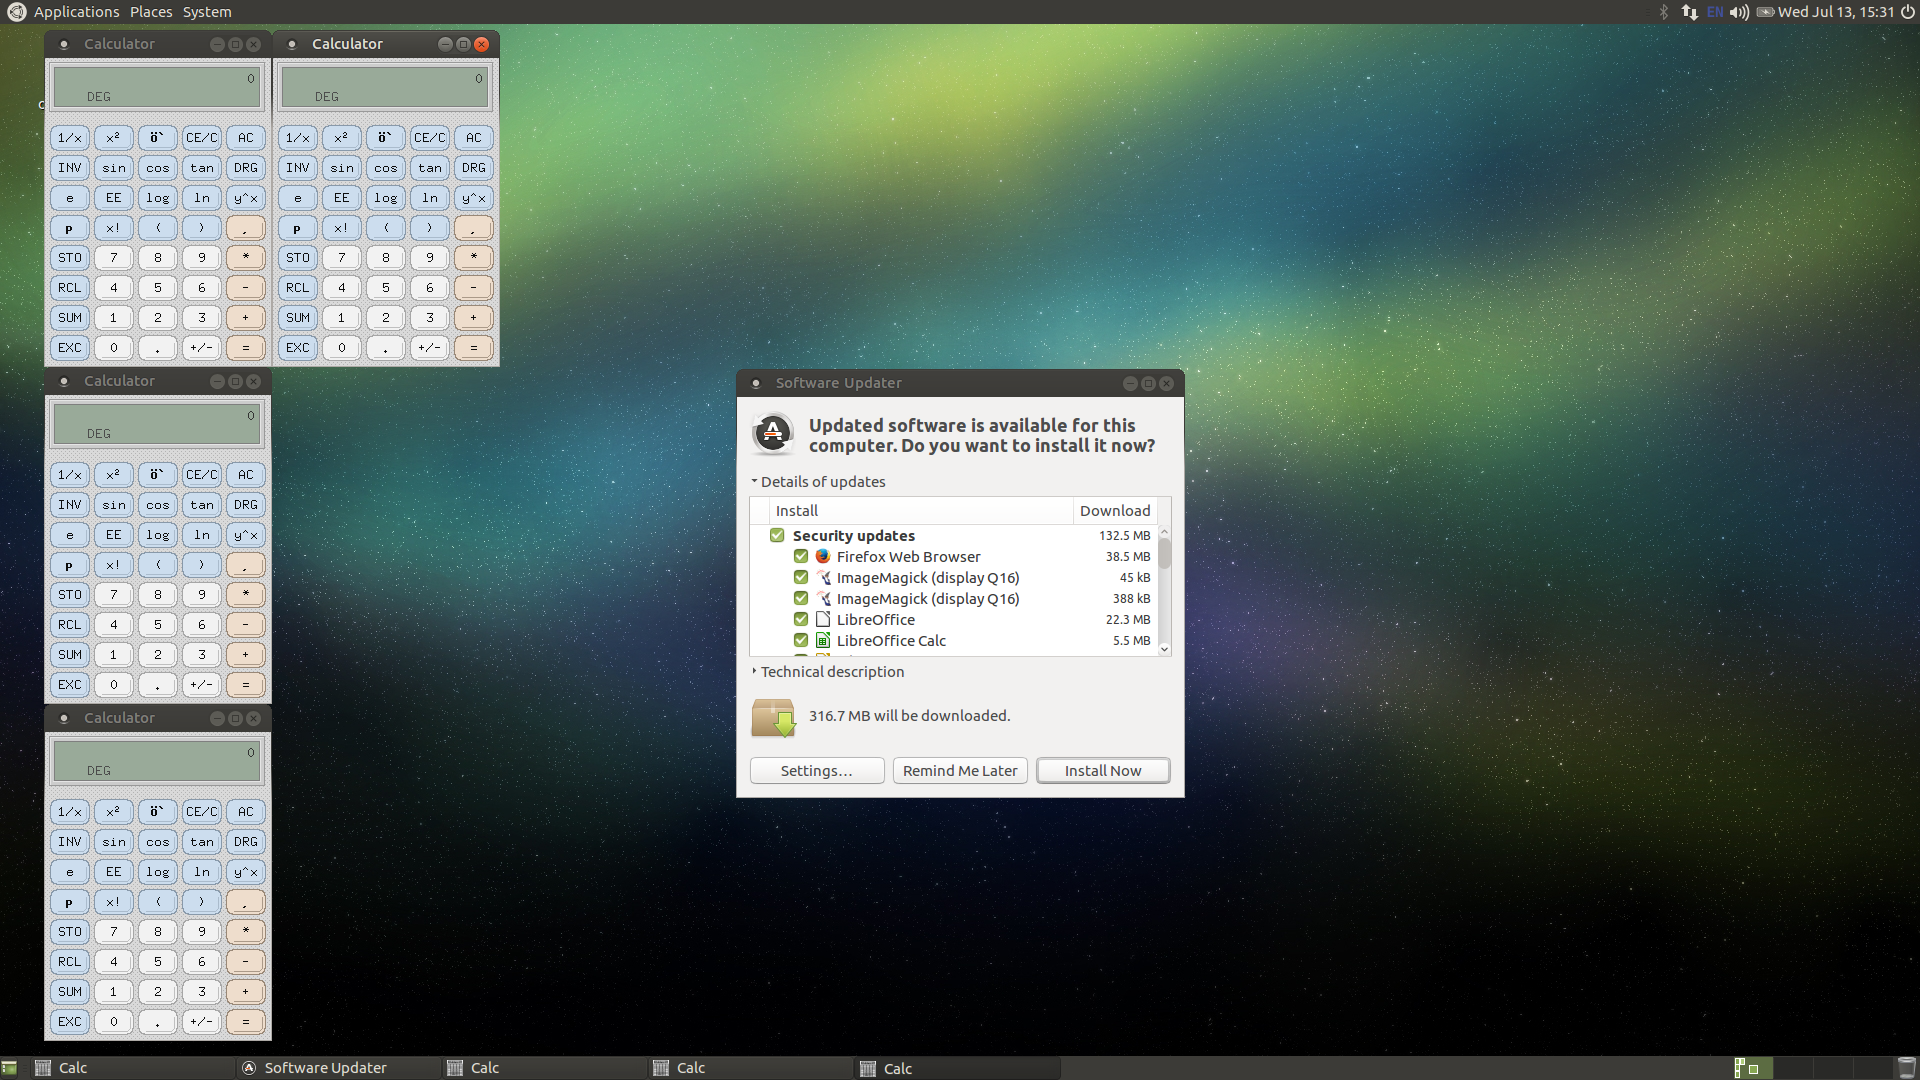 Applications Places System
EN Wed Jul 13, 15:31
Calculator
0
DEG
1/x x² ö` CE/C AC
INV sin cos tan DRG
e EE log ln y^x
p x! ( ) ,
STO 7 8 9 *
RCL 4 5 6 -
SUM 1 2 3 +
EXC 0 . +/- =
Calculator
0
DEG
1/x x² ö` CE/C AC
INV sin cos tan DRG
e EE log ln y^x
p x! ( ) ,
STO 7 8 9 *
RCL 4 5 6 -
SUM 1 2 3 +
EXC 0 . +/- =
Calculator
0
DEG
1/x x² ö` CE/C AC
INV sin cos tan DRG
e EE log ln y^x
p x! ( ) ,
STO 7 8 9 *
RCL 4 5 6 -
SUM 1 2 3 +
EXC 0 . +/- =
Calculator
0
DEG
1/x x² ö` CE/C AC
INV sin cos tan DRG
e EE log ln y^x
p x! ( ) ,
STO 7 8 9 *
RCL 4 5 6 -
SUM 1 2 3 +
EXC 0 . +/- =
Software Updater
Updated software is available for this
computer. Do you want to install it now?
Details of updates
Install Download
Security updates 132.5 MB
Firefox Web Browser 38.5 MB
ImageMagick (display Q16) 45 kB
ImageMagick (display Q16) 388 kB
LibreOffice 22.3 MB
LibreOffice Calc 5.5 MB
Technical description
316.7 MB will be downloaded.
Settings... Remind Me Later Install Now
Calc Software Updater Calc Calc Calc